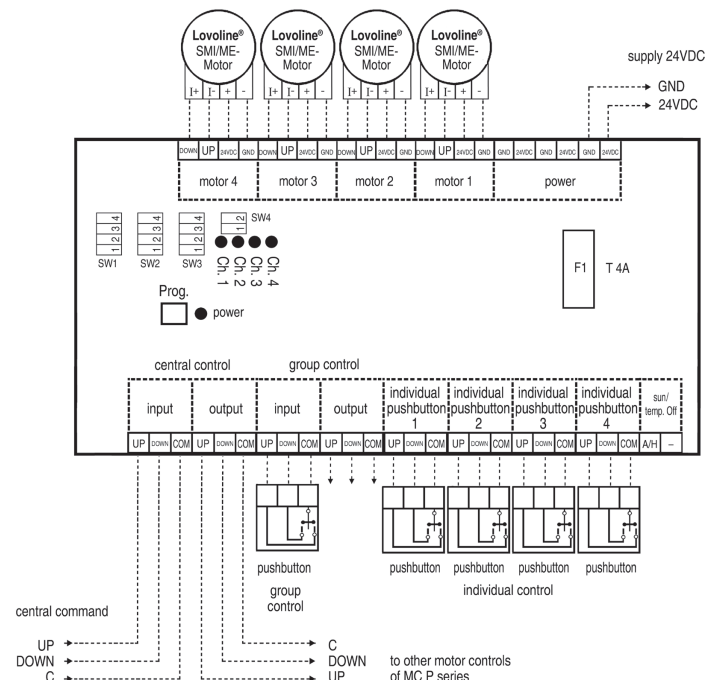 Lovoline® Lovoline® Lovoline® Lovoline®
SMI/ME- SMI/ME- SMI/ME- SMI/ME-
Motor Motor Motor Motor
supply 24VDC
I+ I- + - I+ I- + - I+ I- + - I+ I- + -
GND
24VDC
DOWN UP 24VDC GND DOWN UP 24VDC GND DOWN UP 24VDC GND DOWN UP 24VDC GND GND 24VDC GND 24VDC GND 24VDC
motor 4 motor 3 motor 2 motor 1 power
1 2 3 4
SW1
1 2 3 4
SW2
1 2 3 4
SW3
1 2
SW4
Ch. 1
Ch. 2
Ch. 3
Ch. 4
F1 T 4A
Prog.
power
central control group control
input output input output
individual pushbutton 1
individual pushbutton 2
individual pushbutton 3
individual pushbutton 4
sun/
temp. Off
UP DOWN COM UP DOWN COM UP DOWN COM UP DOWN COM UP DOWN COM UP DOWN COM UP DOWN COM UP DOWN COM A/H –
pushbutton pushbutton pushbutton pushbutton pushbutton
group
control
individual control
central command
UP C
DOWN DOWN to other motor controls
C UP of MC P series